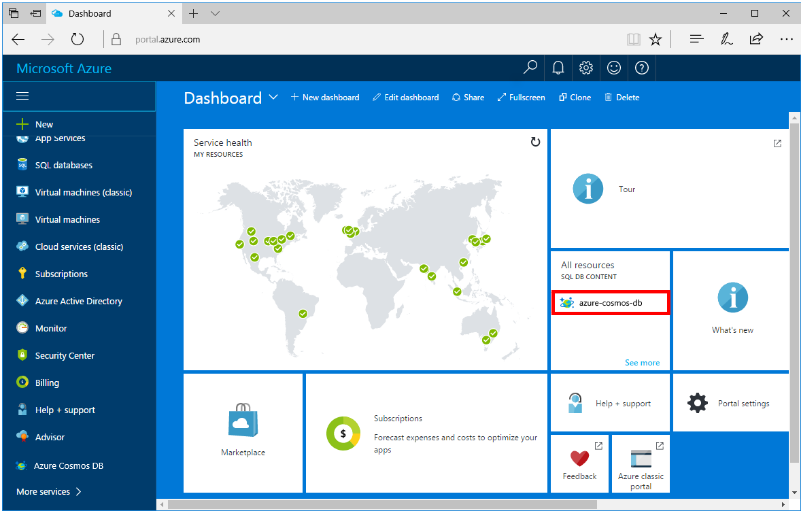 Dashboard
portal.azure.com
Microsoft Azure
Dashboard
New dashboard
Edit dashboard
Share
Fullscreen
Clone
Delete
New
App Services
SQL databases
Virtual machines (classic)
Virtual machines
Cloud services (classic)
Subscriptions
Azure Active Directory
Monitor
Security Center
Billing
Help + support
Advisor
Azure Cosmos DB
More services
Service health
MY RESOURCES
Tour
All resources
SQL DB CONTENT
azure-cosmos-db
See more
What's new
Marketplace
Subscriptions
Forecast expenses and costs to optimize your
apps
Help + support
Portal settings
Feedback
Azure classic
portal